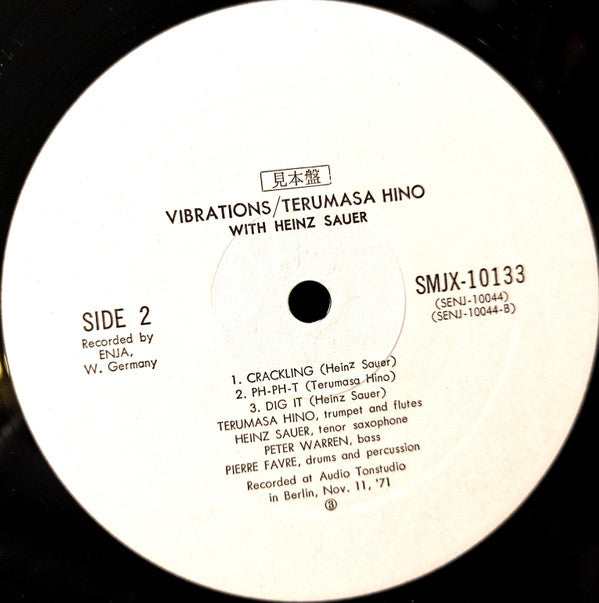 見本盤
VIBRATIONS/TERUMASA HINO
WITH HEINZ SAUER
SIDE 2
Recorded by
ENJA,
W. Germany
SMJX-10133
(SENJ-10044)
(SENJ-10044-B)
1. CRACKLING (Heinz Sauer)
2. PH-PH-T (Terumasa Hino)
3. DIG IT (Heinz Sauer)
TERUMASA HINO, trumpet and flutes
HEINZ SAUER, tenor saxophone
PETER WARREN, bass
PIERRE FAVRE, drums and percussion
Recorded at Audio Tonstudio
in Berlin, Nov. 11, '71